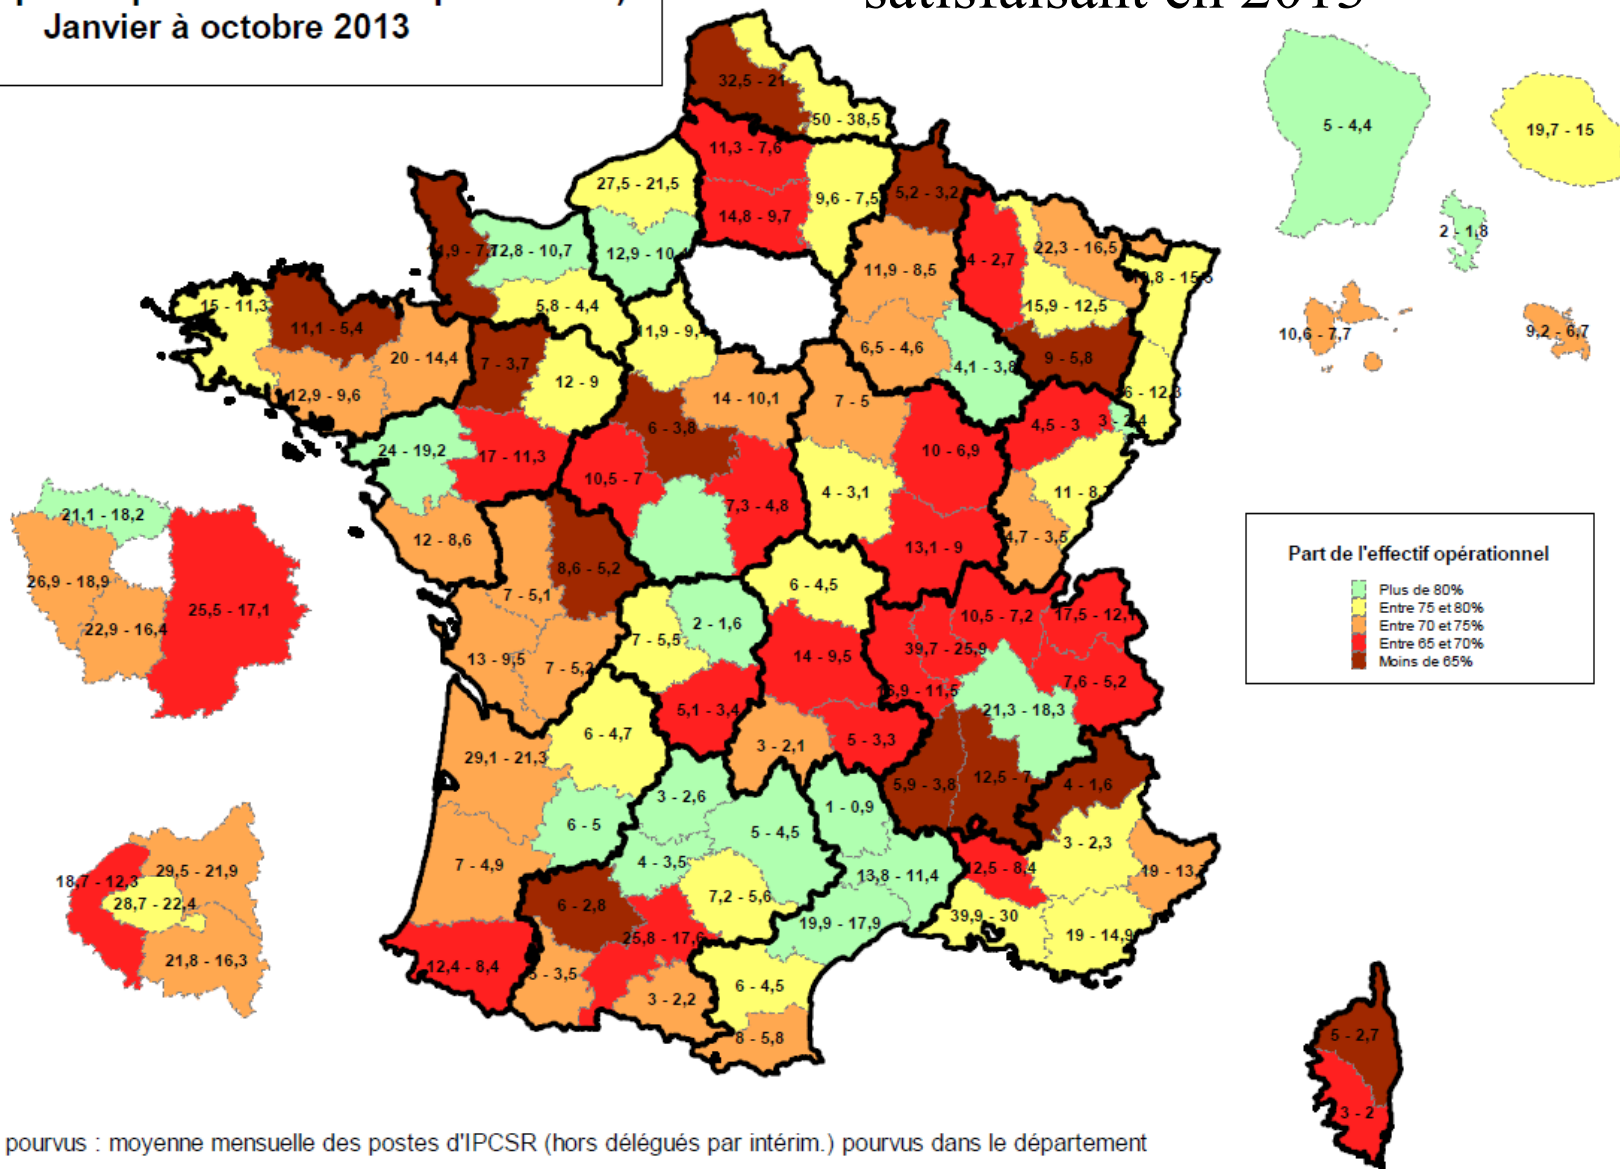 Janvier à octobre 2013
satisfaisant en 2013
32,5 - 21
50 - 38,5
11,3 - 7,6
27,5 - 21,5
9,6 - 7,5
5,2 - 3,2
14,8 - 9,7
5 - 4,4
19,7 - 15
2 - 1,8
10,6 - 7,7
9,2 - 6,7
12,8 - 10,7
12,9 - 10,
11,9 - 8,5
4 - 2,7
22,3 - 16,5
15 - 11,3
11,1 - 5,4
5,8 - 4,4
11,9 - 9,
15,9 - 12,5
20 - 14,4
7 - 3,7
12 - 9
6,5 - 4,6
4,1 - 3,8
9 - 5,8
12,9 - 9,6
14 - 10,1
7 - 5
6 - 3,8
4,5 - 3
24 - 19,2
17 - 11,3
10,5 - 7
10 - 6,9
7,3 - 4,8
4 - 3,1
11 - 8,
21,1 - 18,2
12 - 8,6
8,6 - 5,2
13,1 - 9
4,7 - 3,5
26,9 - 18,9
25,5 - 17,1
22,9 - 16,4
7 - 5,1
6 - 4,5
Part de l'effectif opérationnel
Plus de 80%
Entre 75 et 80%
Entre 70 et 75%
Entre 65 et 70%
Moins de 65%
2 - 1,6
10,5 - 7,2
17,5 - 12,
7 - 5,5
13 - 9,5
7 - 5,2
14 - 9,5
39,7 - 25,9
7,6 - 5,2
5,1 - 3,4
21,3 - 18,3
6 - 4,7
3 - 2,1
5 - 3,3
29,1 - 21,3
5,9 - 3,8
12,5 - 7
4 - 1,6
3 - 2,6
1 - 0,9
6 - 5
5 - 4,5
3 - 2,3
7 - 4,9
4 - 3,5
13,8 - 11,4
12,5 - 8,4
19 - 13,
18,7 - 12,3
29,5 - 21,9
28,7 - 22,4
6 - 2,8
7,2 - 5,6
19,9 - 17,9
39,9 - 30
19 - 14,9
25,8 - 17,6
21,8 - 16,3
12,4 - 8,4
5 - 3,5
3 - 2,2
6 - 4,5
8 - 5,8
5 - 2,7
3 - 2
pourvus : moyenne mensuelle des postes d'IPCSR (hors délégués par intérim.) pourvus dans le département